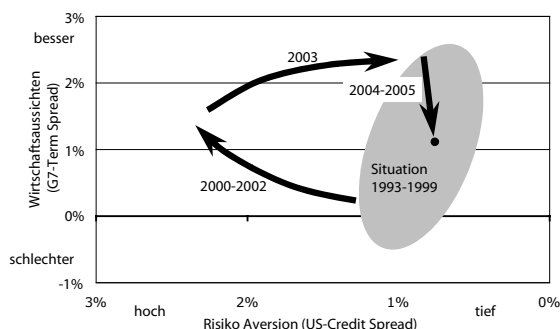 3%
besser
2%
1%
0%
schlechter
-1%
Wirtschaftsaussichten
(G7-Term Spread)
2003
2004-2005
2000-2002
Situation
1993-1999
3%
2%
1%
0%
hoch
tief
Risiko Aversion (US-Credit Spread)